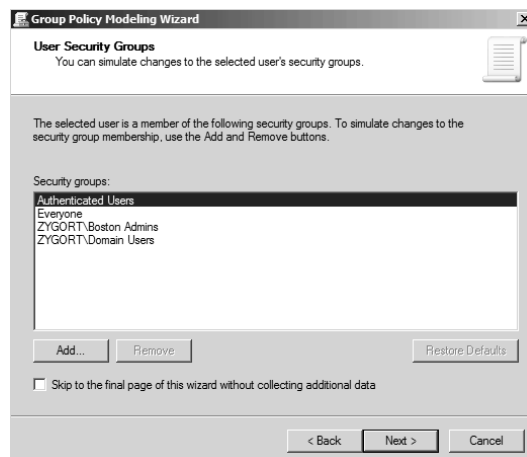 Group Policy Modeling Wizard
User Security Groups
You can simulate changes to the selected user's security groups.
The selected user is a member of the following security groups. To simulate changes to the
security group membership, use the Add and Remove buttons.
Security groups:
Authenticated Users
Everyone
ZYGORT\Boston Admins
ZYGORT\Domain Users
Add... Remove Restore Defaults
Skip to the final page of this wizard without collecting additional data
< Back Next > Cancel